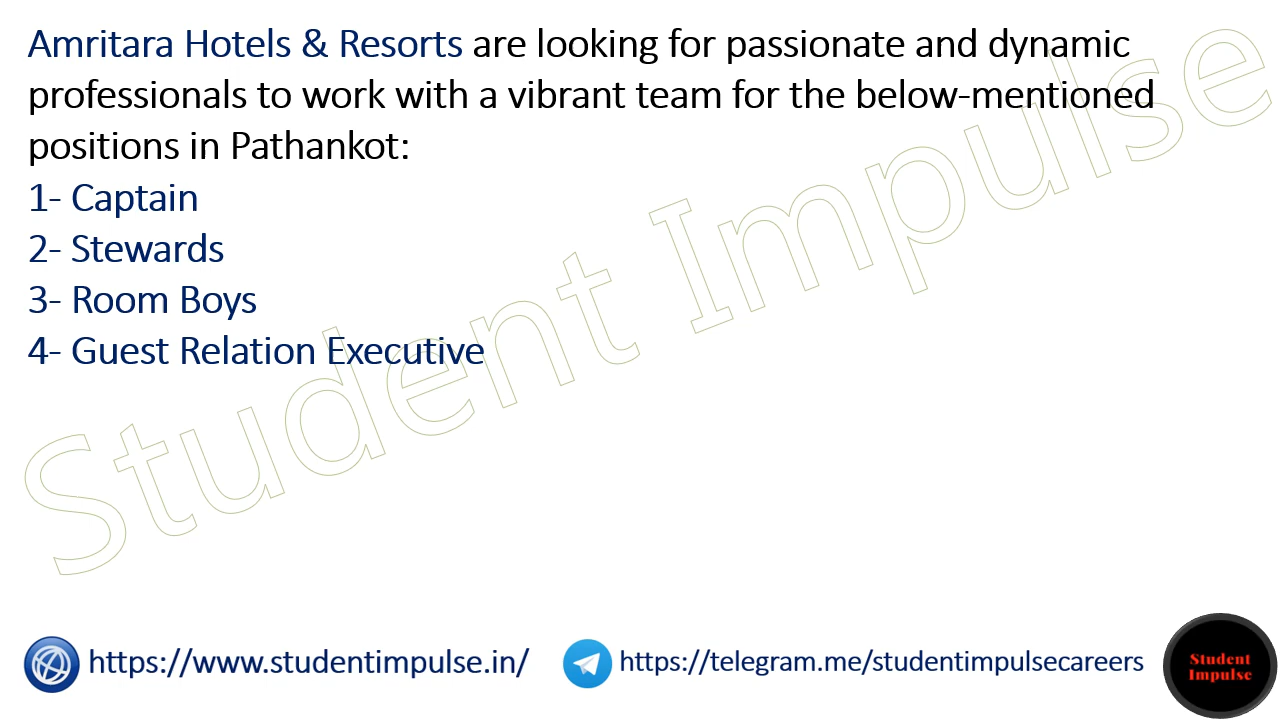 Amritara Hotels & Resorts are looking for passionate and dynamic
professionals to work with a vibrant team for the below-mentioned
positions in Pathankot:
1- Captain
2- Stewards
3- Room Boys
4- Guest Relation Executive
Student Impulse
https://www.studentimpulse.in/
https://telegram.me/studentimpulsecareers
Student
Impulse